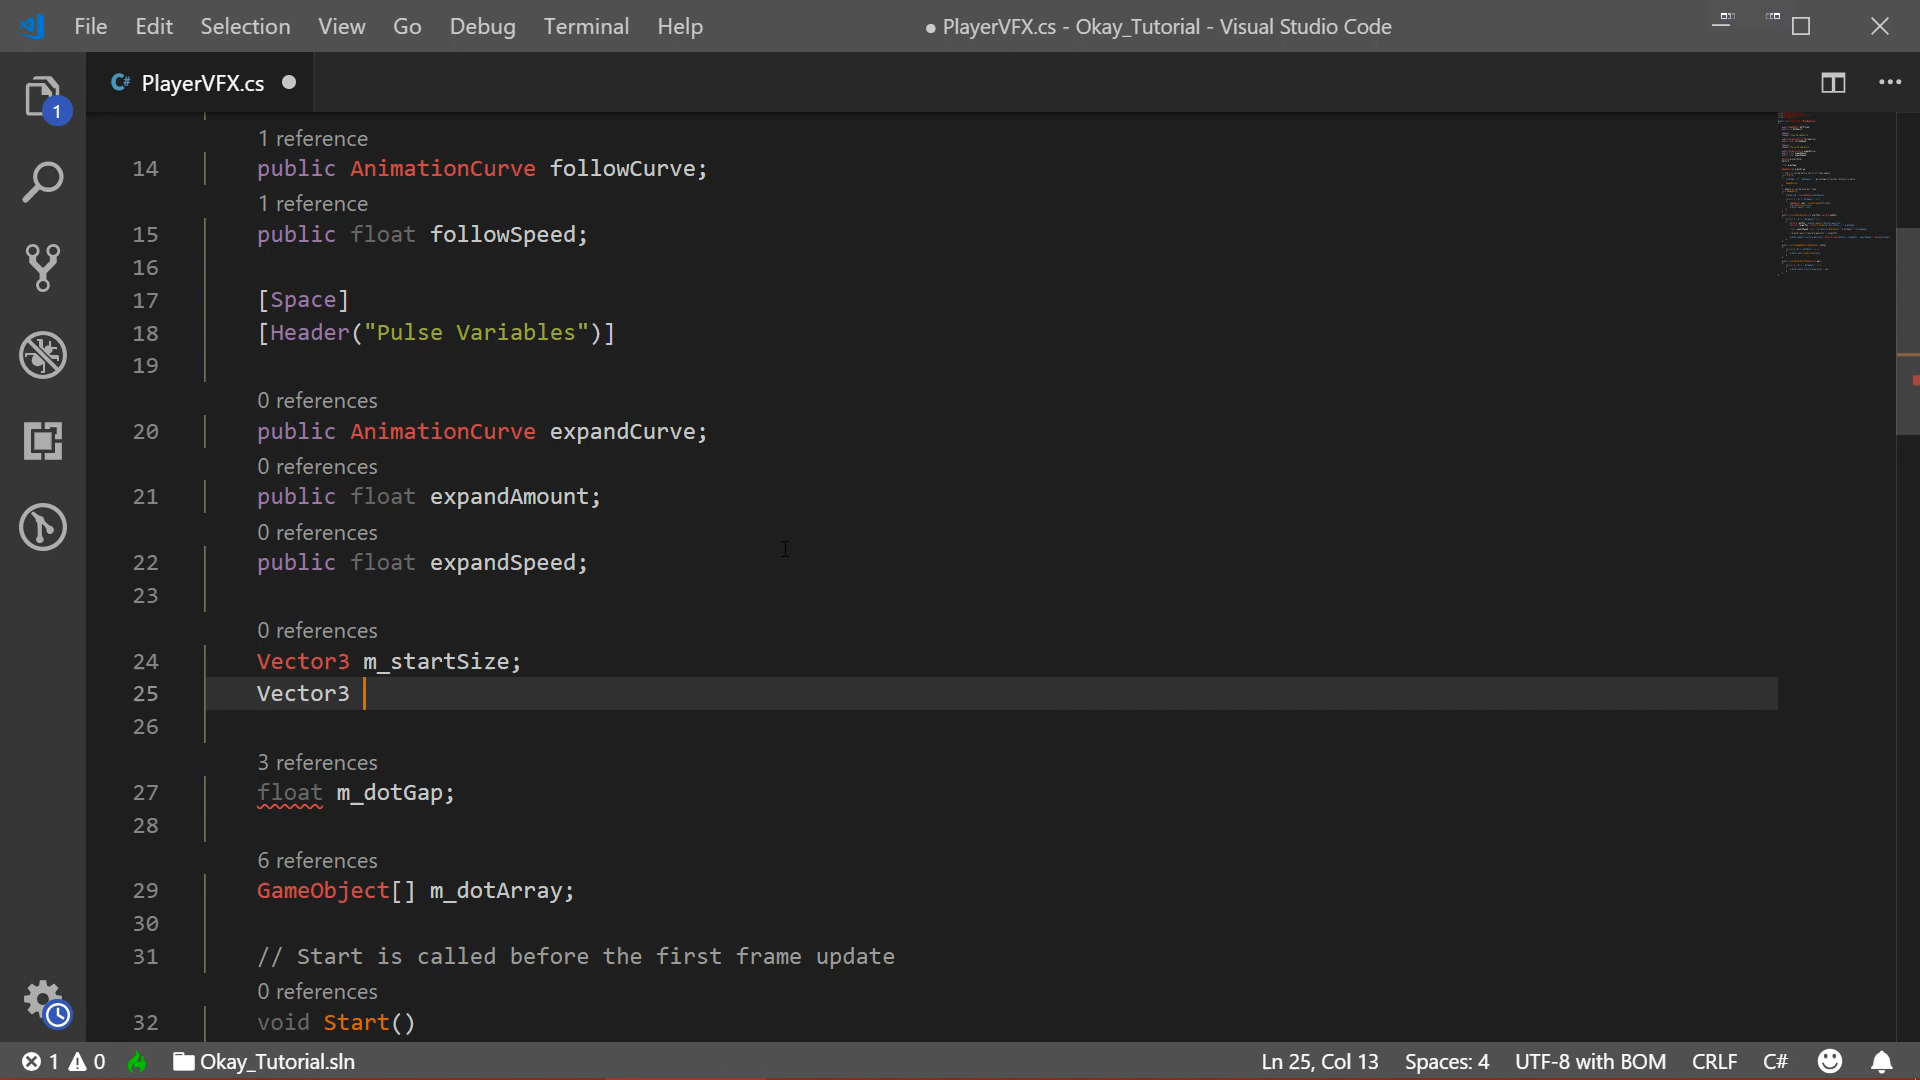 File Edit Selection View Go Debug Terminal Help ● PlayerVFX.cs - Okay_Tutorial - Visual Studio Code
C# PlayerVFX.cs ●
1
1 reference
14 public AnimationCurve followCurve;
1 reference
15 public float followSpeed;
16
17 [Space]
18 [Header("Pulse Variables")]
19
0 references
20 public AnimationCurve expandCurve;
0 references
21 public float expandAmount;
0 references
22 public float expandSpeed;
23
0 references
24 Vector3 m_startSize;
25 Vector3
26
3 references
27 float m_dotGap;
28
6 references
29 GameObject[] m_dotArray;
30
31 // Start is called before the first frame update
0 references
32 void Start()
1 0 Okay_Tutorial.sln Ln 25, Col 13 Spaces: 4 UTF-8 with BOM CRLF C#